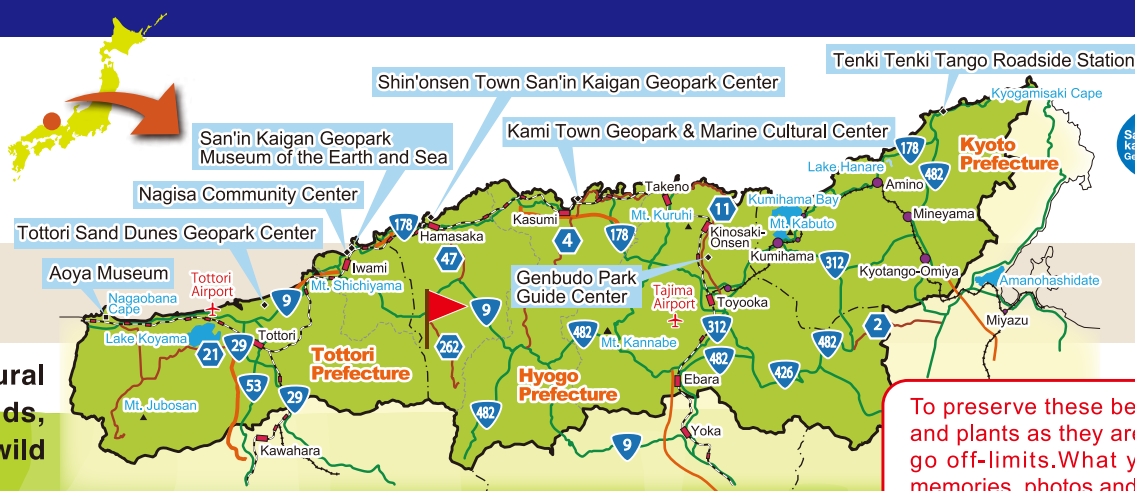 Tenki Tenki Tango Roadside Station
Shin'onsen Town San'in Kaigan Geopark Center
Kyogamisaki Cape
San'in Kaigan Geopark
Museum of the Earth and Sea
Kami Town Geopark & Marine Cultural Center
178
Kyoto
Prefecture
482
Lake Hanare
Amino
Nagisa Community Center
Takeno
Kumihama Bay
Mineyama
11
Mt. Kuruhi
Kasumi
178
Hamasaka
4
178
Kinosaki-
Onsen
Mt. Kabuto
Tottori Sand Dunes Geopark Center
47
Kumihama
312
Kyotango-Omiya
Iwami
Aoya Museum
Tottori
Airport
Mt. Shichiyama
Genbudo Park
Guide Center
Amanohashidate
Nagaobana
Cape
9
9
Tajima
Airport
Toyooka
Miyazu
Lake Koyama
21
29
Tottori
262
482
Mt. Kannabe
312
2
482
Tottori
Prefecture
Hyogo
Prefecture
482
426
53
29
Ebara
Mt. Jubosan
482
Yoka
9
Kawahara
ural
ds,
wild
To preserve these be
and plants as they are
go off-limits.What y
memories, photos and